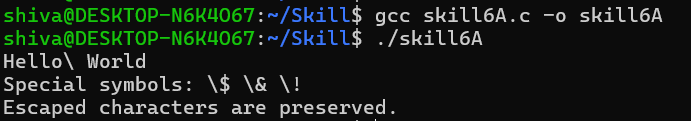 shiva@DESKTOP-N6K4O67:~/Skill$ gcc skill6A.c -o skill6A
shiva@DESKTOP-N6K4O67:~/Skill$ ./skill6A
Hello\ World
Special symbols: \$ \& \!
Escaped characters are preserved.